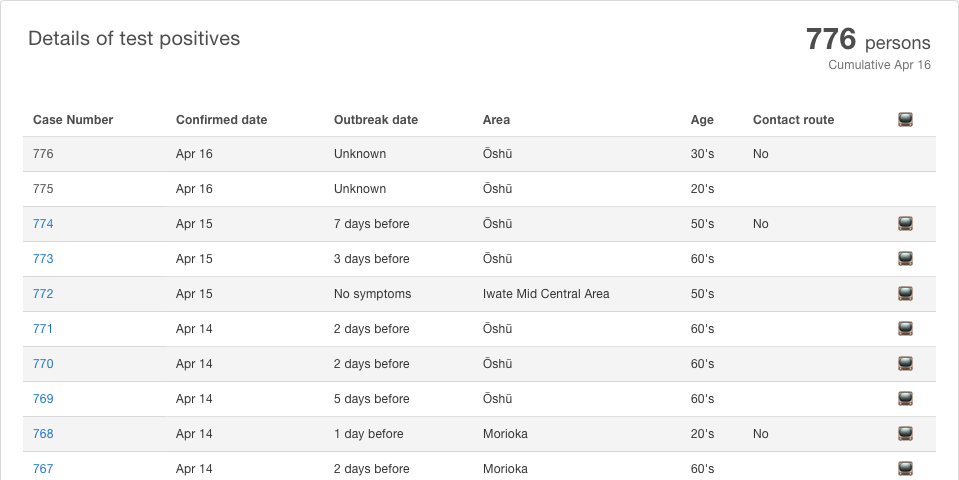 Details of test positives
776 persons
Cumulative Apr 16
Case Number Confirmed date Outbreak date Area Age Contact route
776 Apr 16 Unknown Ōshū 30's No
775 Apr 16 Unknown Ōshū 20's
774 Apr 15 7 days before Ōshū 50's No
773 Apr 15 3 days before Ōshū 60's
772 Apr 15 No symptoms Iwate Mid Central Area 50's
771 Apr 14 2 days before Ōshū 60's
770 Apr 14 2 days before Ōshū 60's
769 Apr 14 5 days before Ōshū 60's
768 Apr 14 1 day before Morioka 20's No
767 Apr 14 2 days before Morioka 60's